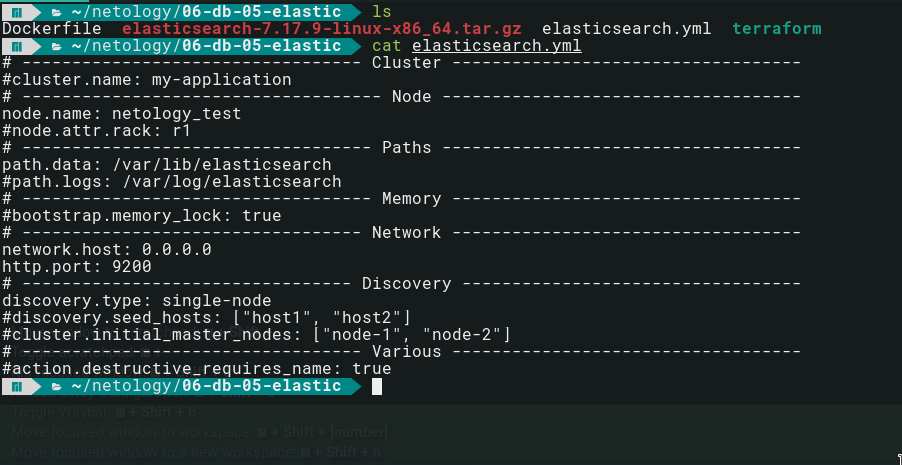 ~/netology/06-db-05-elastic ls
Dockerfile elasticsearch-7.17.9-linux-x86_64.tar.gz elasticsearch.yml terraform
~/netology/06-db-05-elastic cat elasticsearch.yml
# ---------------------------------- Cluster -----------------------------------
#cluster.name: my-application
# ------------------------------------ Node ------------------------------------
node.name: netology_test
#node.attr.rack: r1
# ----------------------------------- Paths ------------------------------------
path.data: /var/lib/elasticsearch
#path.logs: /var/log/elasticsearch
# ----------------------------------- Memory -----------------------------------
#bootstrap.memory_lock: true
# ---------------------------------- Network -----------------------------------
network.host: 0.0.0.0
http.port: 9200
# --------------------------------- Discovery ----------------------------------
discovery.type: single-node
#discovery.seed_hosts: ["host1", "host2"]
#cluster.initial_master_nodes: ["node-1", "node-2"]
# ---------------------------------- Various -----------------------------------
#action.destructive_requires_name: true
~/netology/06-db-05-elastic
Toggle Waybar: + Shift + b
Move focused window to workspace: + Shift + [number]
Move focused window to a new workspace: + Shift + n